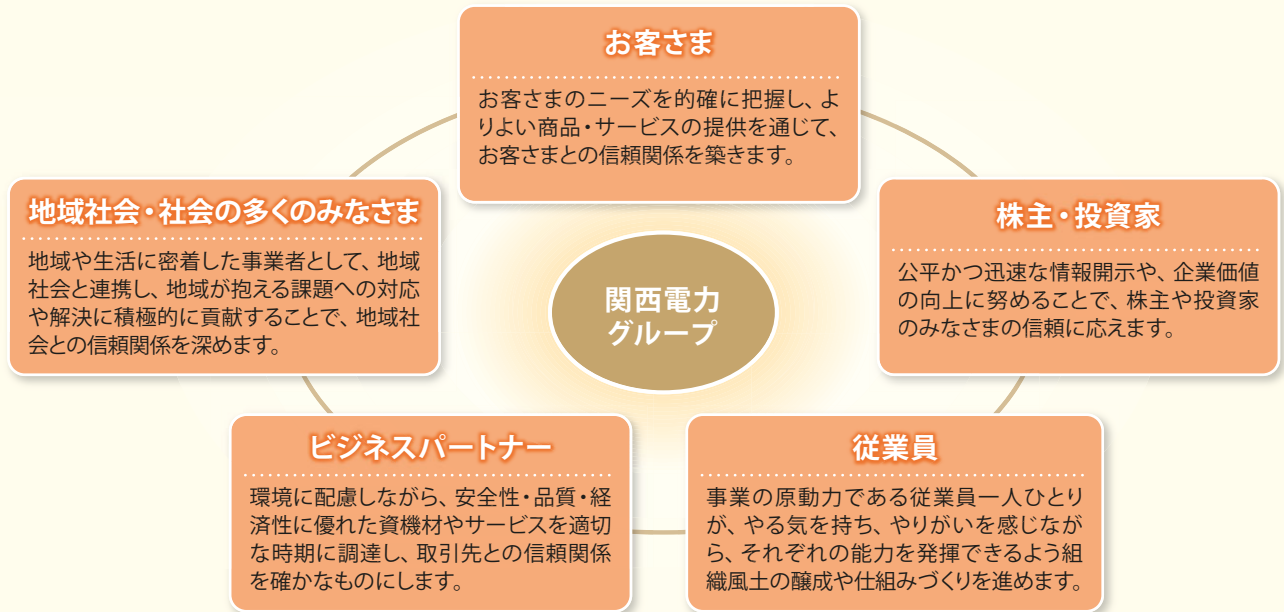 お客さま
お客さまのニーズを的確に把握し、よ
りよい商品・サービスの提供を通じて、
お客さまとの信頼関係を築きます。
地域社会・社会の多くのみなさま
地域や生活に密着した事業者として、地域
社会と連携し、地域が抱える課題への対応
や解決に積極的に貢献することで、地域社
会との信頼関係を深めます。
関西電力
グループ
株主・投資家
公平かつ迅速な情報開示や、企業価値
の向上に努めることで、株主や投資家
のみなさまの信頼に応えます。
ビジネスパートナー
環境に配慮しながら、安全性・品質・経
済性に優れた資機材やサービスを適切
な時期に調達し、取引先との信頼関係
を確かなものにします。
従業員
事業の原動力である従業員一人ひとり
が、やる気を持ち、やりがいを感じなが
ら、それぞれの能力を発揮できるよう組
織風土の醸成や仕組みづくりを進めます。